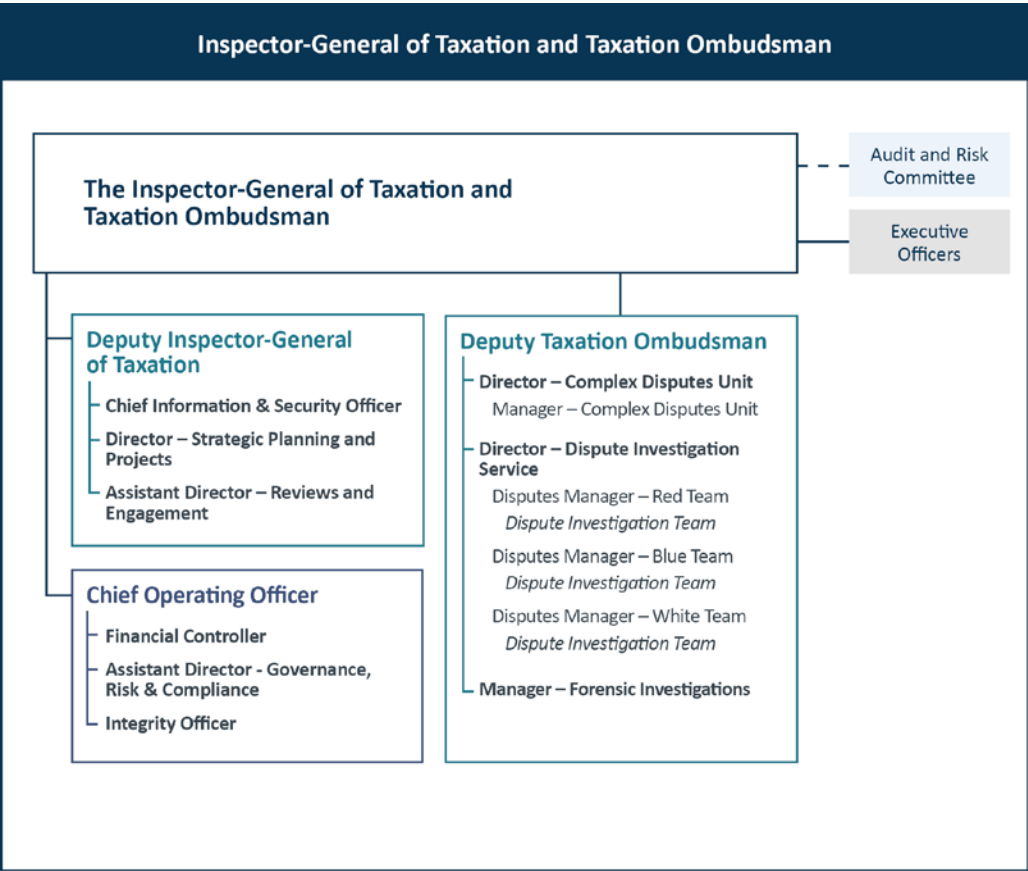 Inspector-General of Taxation and Taxation Ombudsman
The Inspector-General of Taxation and
Taxation Ombudsman
Audit and Risk
Committee
Executive
Officers
Deputy Inspector-General
of Taxation
Chief Information & Security Officer
Director – Strategic Planning and
Projects
Assistant Director – Reviews and
Engagement
Chief Operating Officer
Financial Controller
Assistant Director - Governance,
Risk & Compliance
Integrity Officer
Deputy Taxation Ombudsman
Director – Complex Disputes Unit
Manager – Complex Disputes Unit
Director – Dispute Investigation
Service
Disputes Manager – Red Team
Dispute Investigation Team
Disputes Manager – Blue Team
Dispute Investigation Team
Disputes Manager – White Team
Dispute Investigation Team
Manager – Forensic Investigations